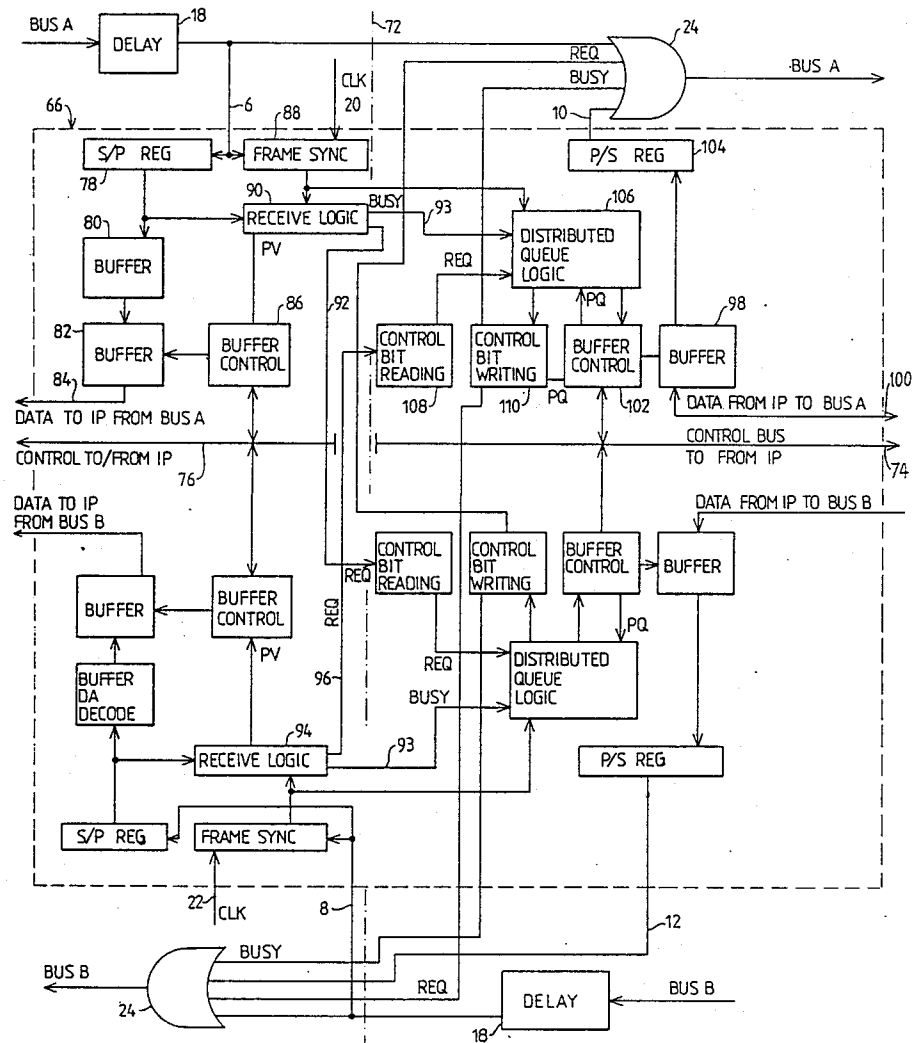 BUS A
18
DELAY
72
24
REQ
BUSY
BUS A
CLK
20
6
10
66
88
S/P REG
78
FRAME SYNC
P/S REG
104
90
BUSY
93
106
RECEIVE LOGIC
80
PV
DISTRIBUTED
QUEUE
LOGIC
BUFFER
REQ
92
86
PQ
98
82
BUFFER
BUFFER
CONTROL
CONTROL
BIT
READING
CONTROL
BIT
WRITING
BUFFER
CONTROL
BUFFER
84
108
110
PQ
102
100
DATA TO IP FROM BUS A
DATA FROM IP TO BUS A
CONTROL TO/FROM IP
76
CONTROL BUS
TO FROM IP
74
DATA TO IP
FROM BUS B
DATA FROM IP TO BUS B
CONTROL
BIT
READING
CONTROL
BIT
WRITING
BUFFER
CONTROL
BUFFER
REQ
REQ
BUFFER
BUFFER
CONTROL
PQ
PV
REQ
DISTRIBUTED
QUEUE
LOGIC
BUFFER
DA
DECODE
96
BUSY
94
93
RECEIVE LOGIC
P/S REG
S/P REG
FRAME SYNC
22
CLK
8
12
BUSY
BUS B
REQ
24
DELAY
BUS B
18